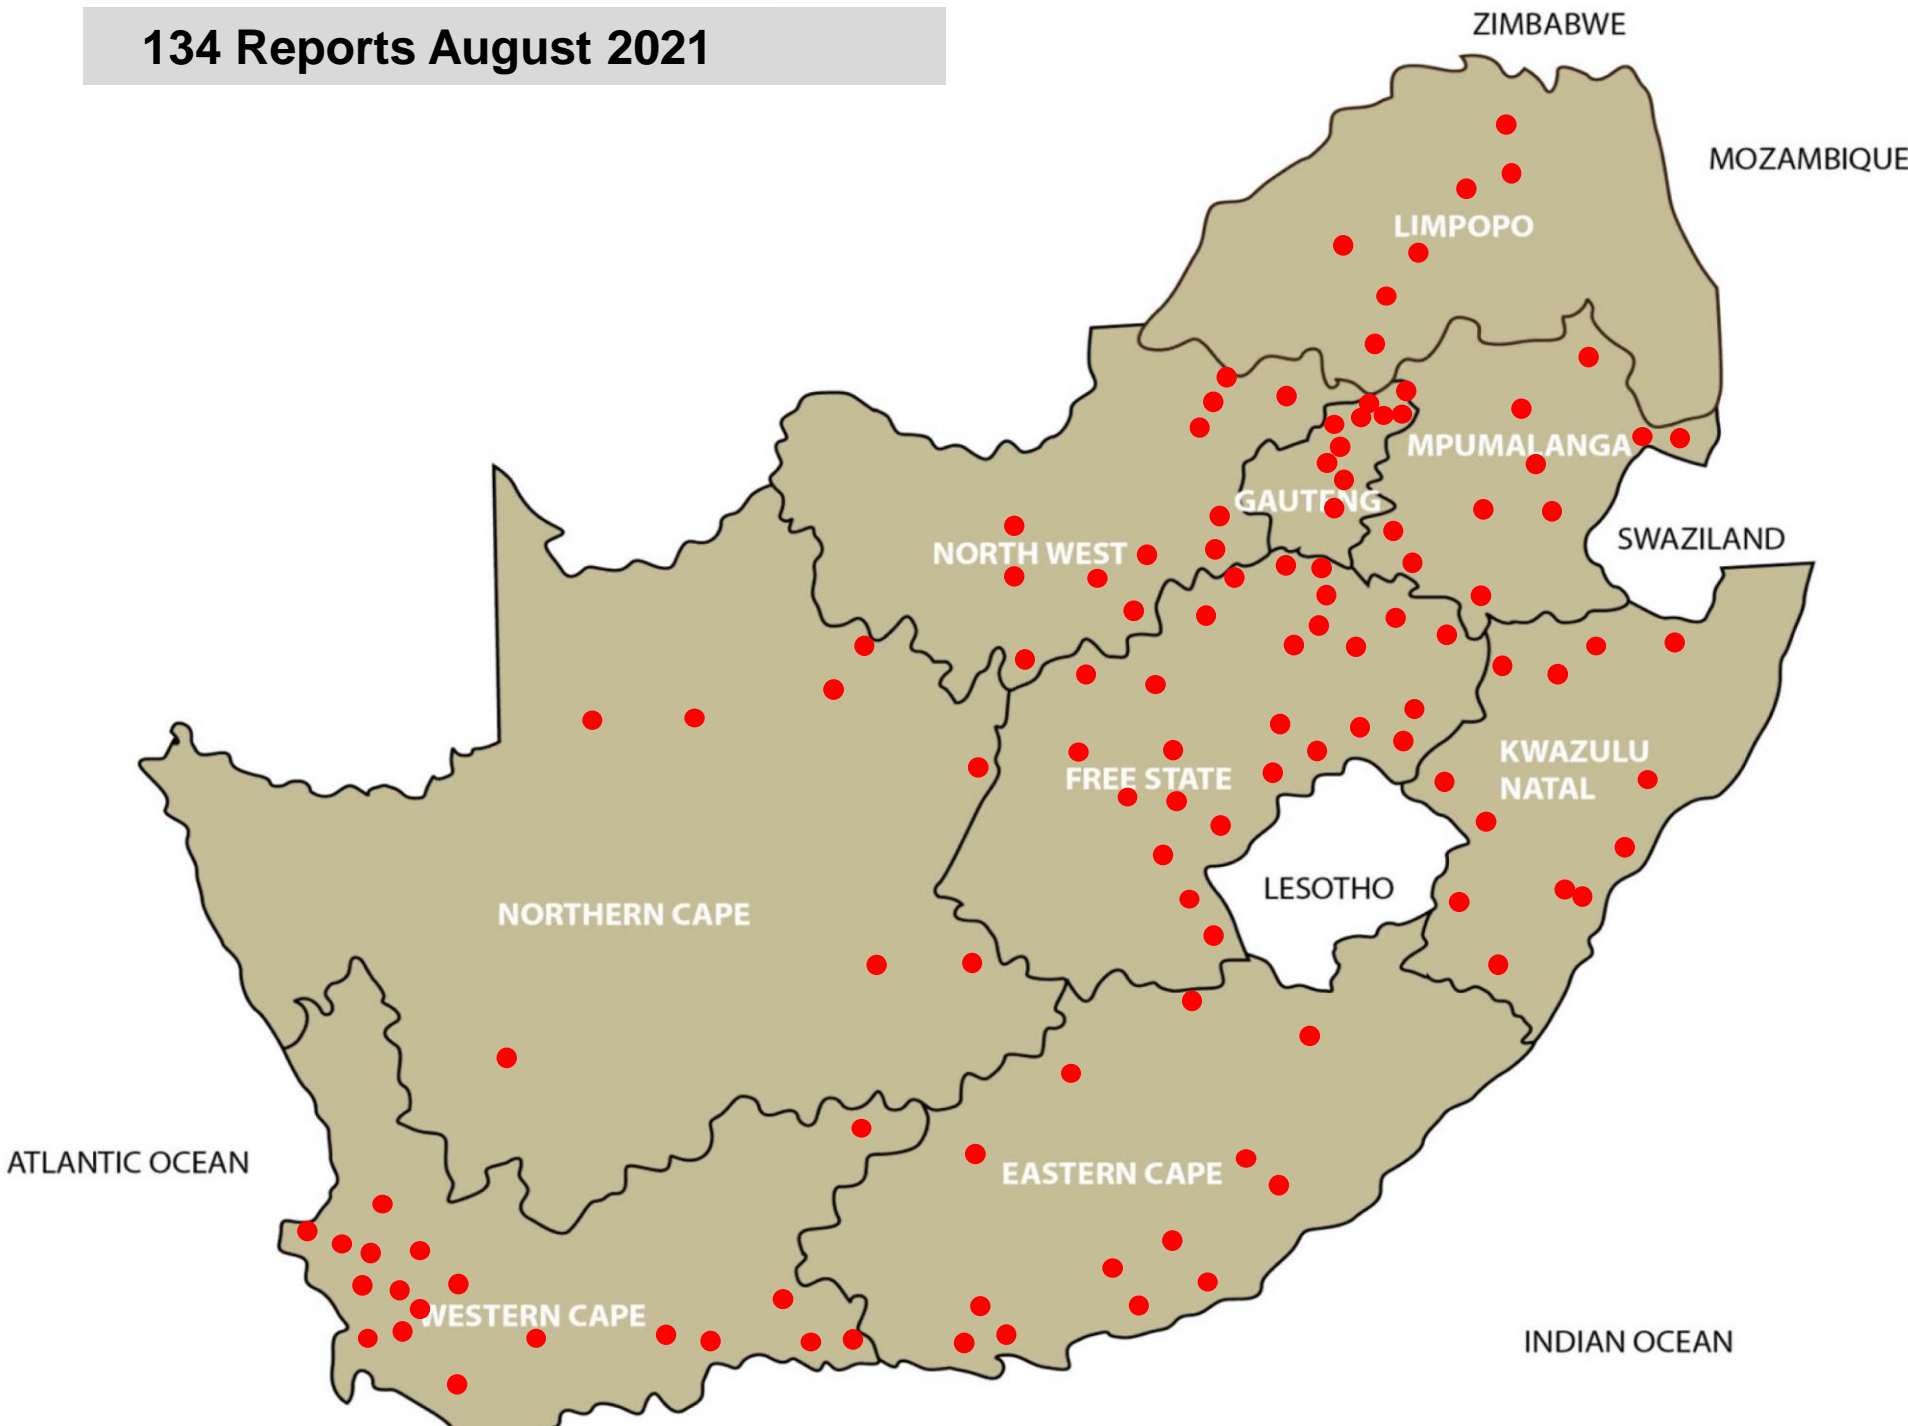 134 Reports August 2021
ZIMBABWE
MOZAMBIQUE
LIMPOPO
MPUMALANGA
GAUTENG
SWAZILAND
NORTH WEST
KWAZULU
NATAL
FREE STATE
LESOTHO
NORTHERN CAPE
ATLANTIC OCEAN
EASTERN CAPE
WESTERN CAPE
INDIAN OCEAN